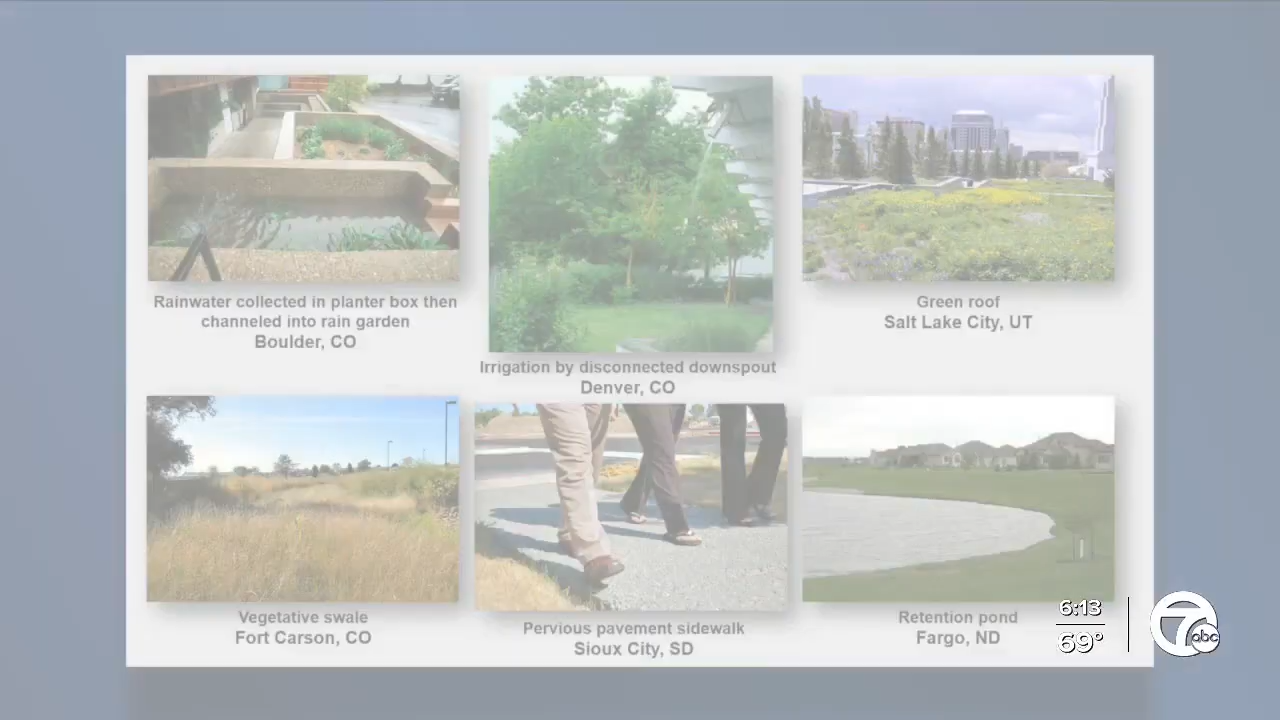 Rainwater collected in planter box then
channeled into rain garden
Boulder, CO
Irrigation by disconnected downspout
Denver, CO
Green roof
Salt Lake City, UT
Vegetative swale
Fort Carson, CO
Pervious pavement sidewalk
Sioux City, SD
Retention pond
Fargo, ND
6:13
69°
7 abc